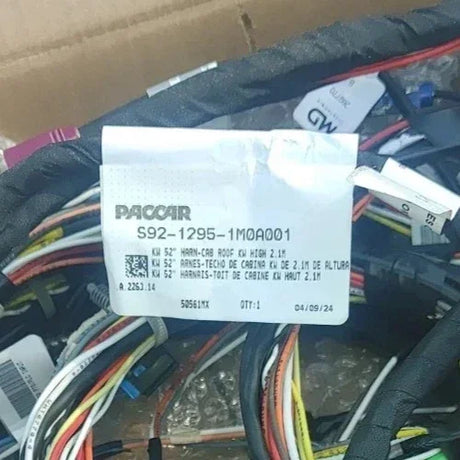 PACCAR
S92-1295-1M0A001
KW 52" HARN-CAB ROOF KW HIGH 2.1M
KW 52" ARNES-TECHO DE CABINA KW DE 2.1M DE ALTURA
KW 52" HARNAIS-TOIT DE CABINE KW HAUT 2.1M
A 22GJ.14
50561MX QTY:1 04/09/24
GW